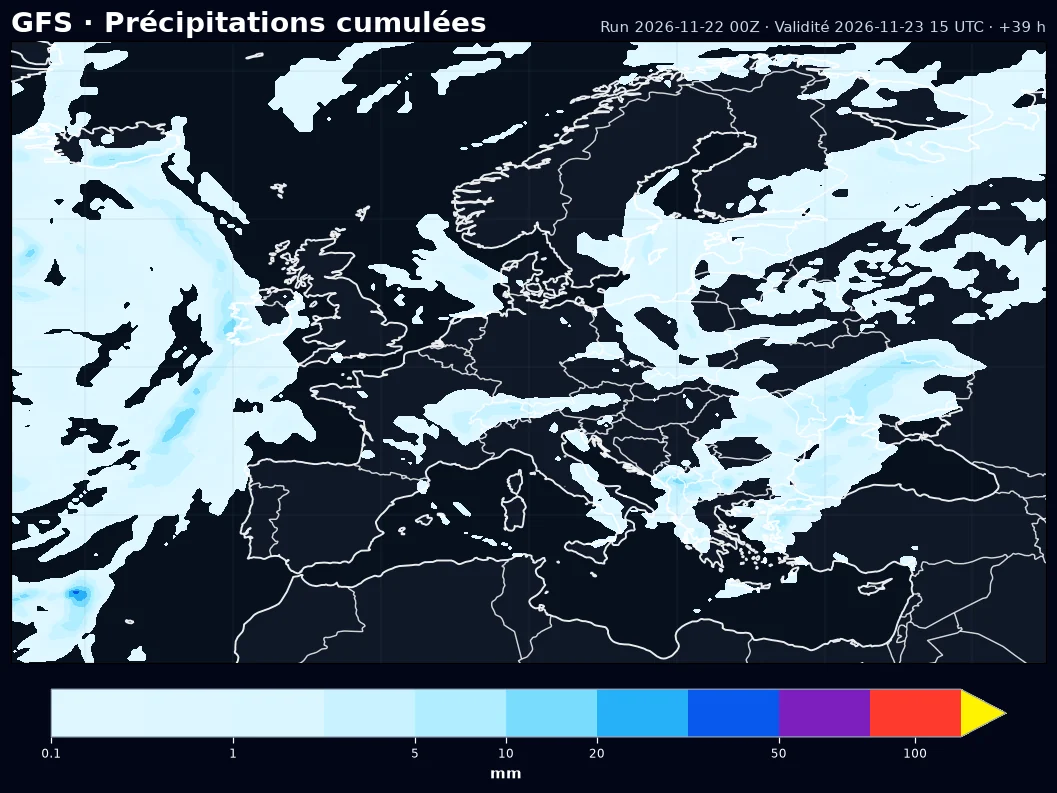 GFS · Précipitations cumulées
Run 2026-11-22 00Z · Validité 2026-11-23 15 UTC · +39 h
0.1 1 5 10 20 50 100
mm